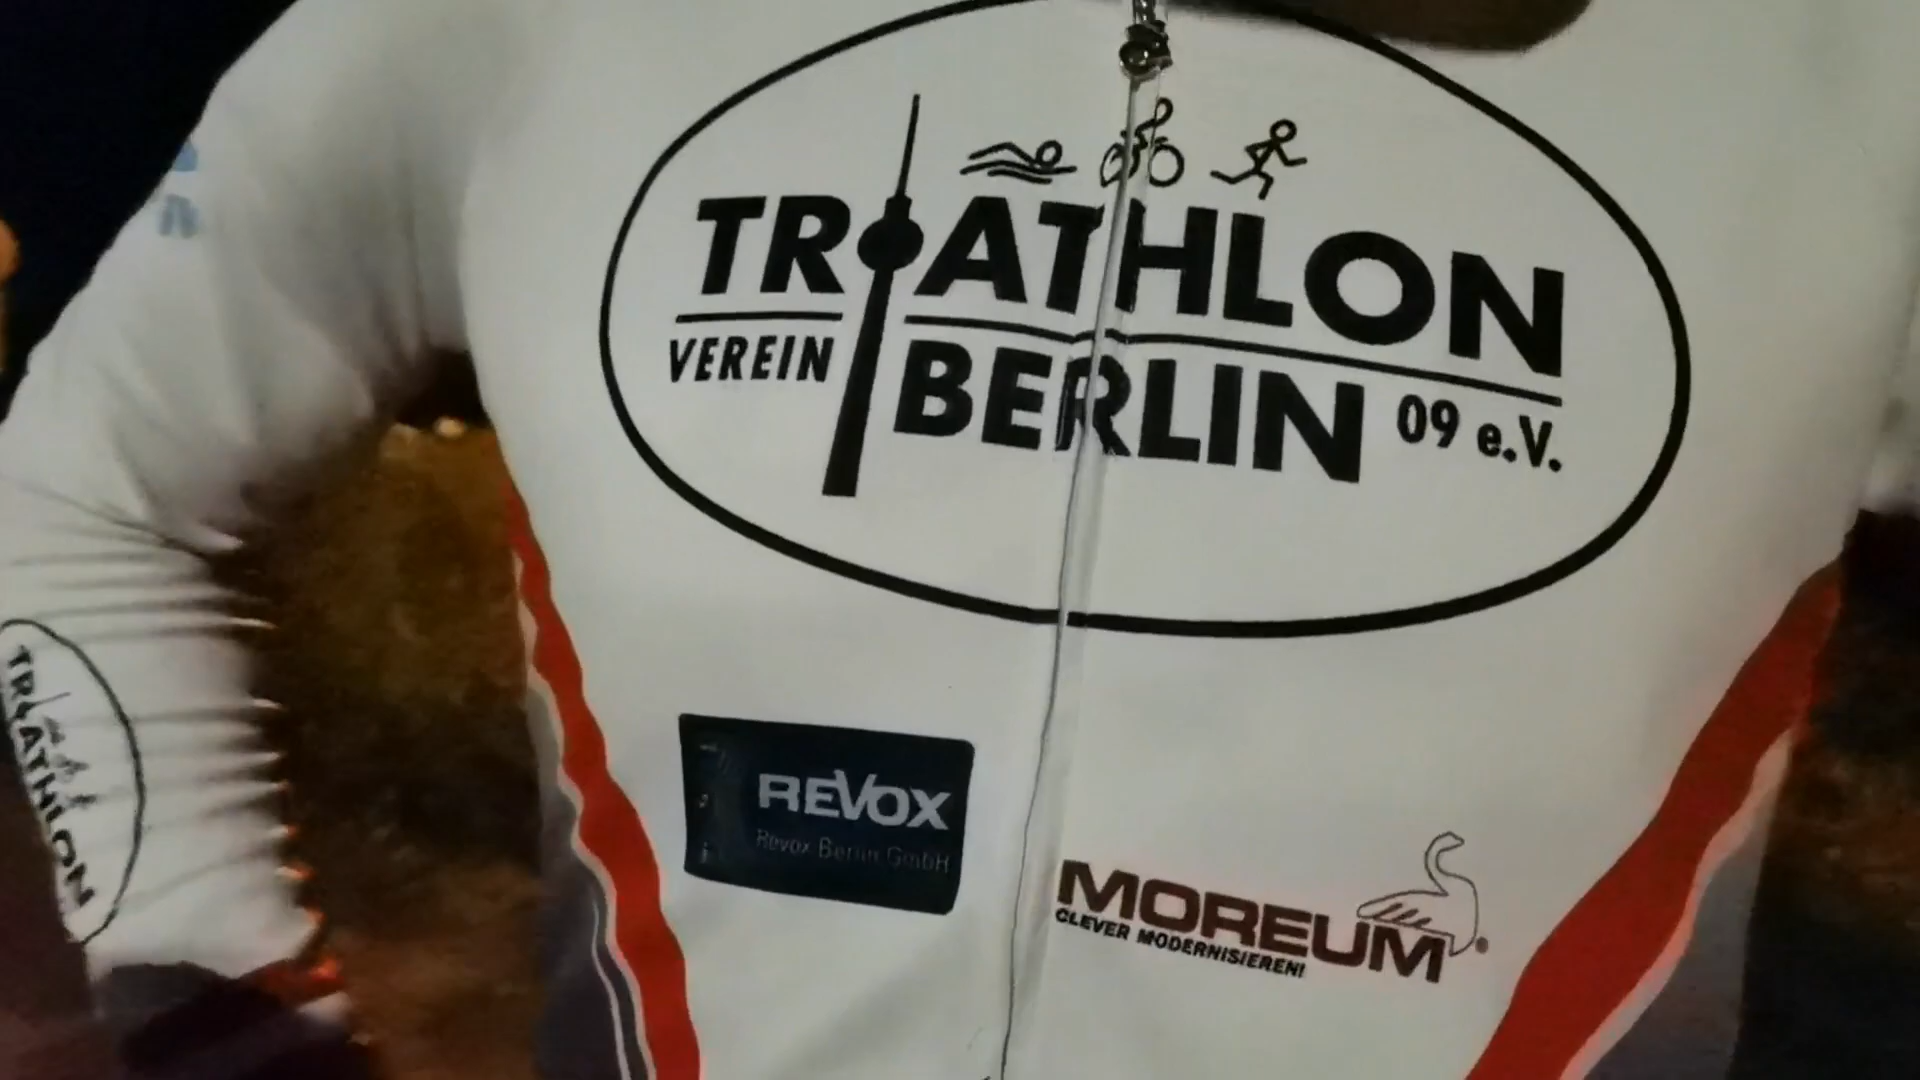 TRIATHLON
VEREIN BERLIN 09 e.V.
REVOX
Revox Berlin GmbH
MOREUM
CLEVER MODERNISIEREN!
TRIATHLON